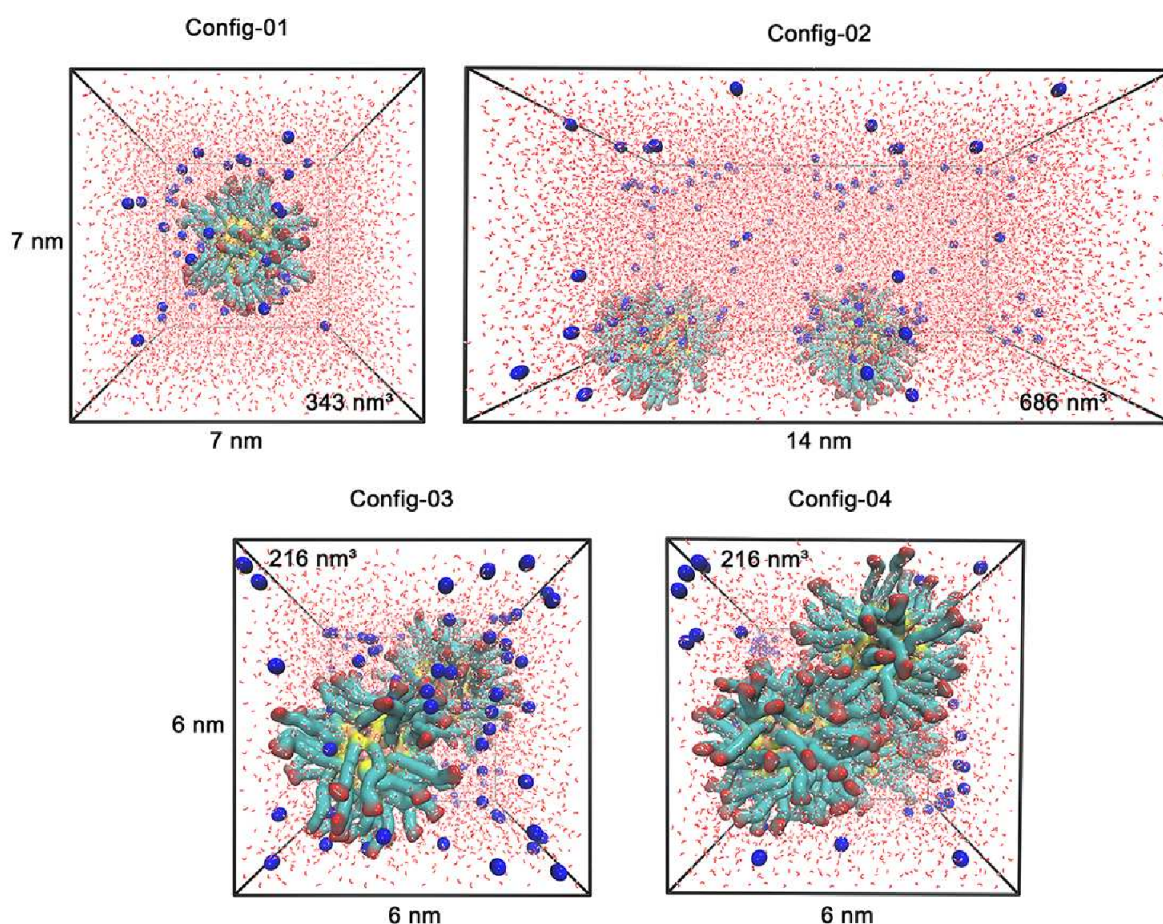 Config-01
Config-02
7 nm
343 nm³
7 nm
686 nm³
14 nm
Config-03
Config-04
216 nm³
216 nm³
6 nm
6 nm
6 nm